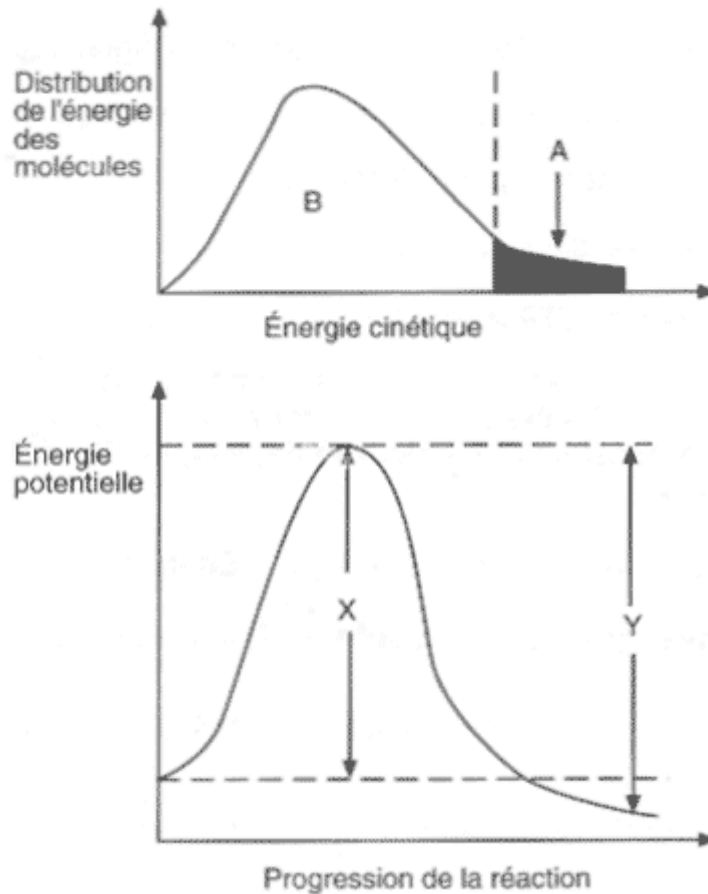 Distribution
de l'énergie
des
molécules
A
B
Énergie cinétique
Énergie
potentielle
X
Y
Progression de la réaction